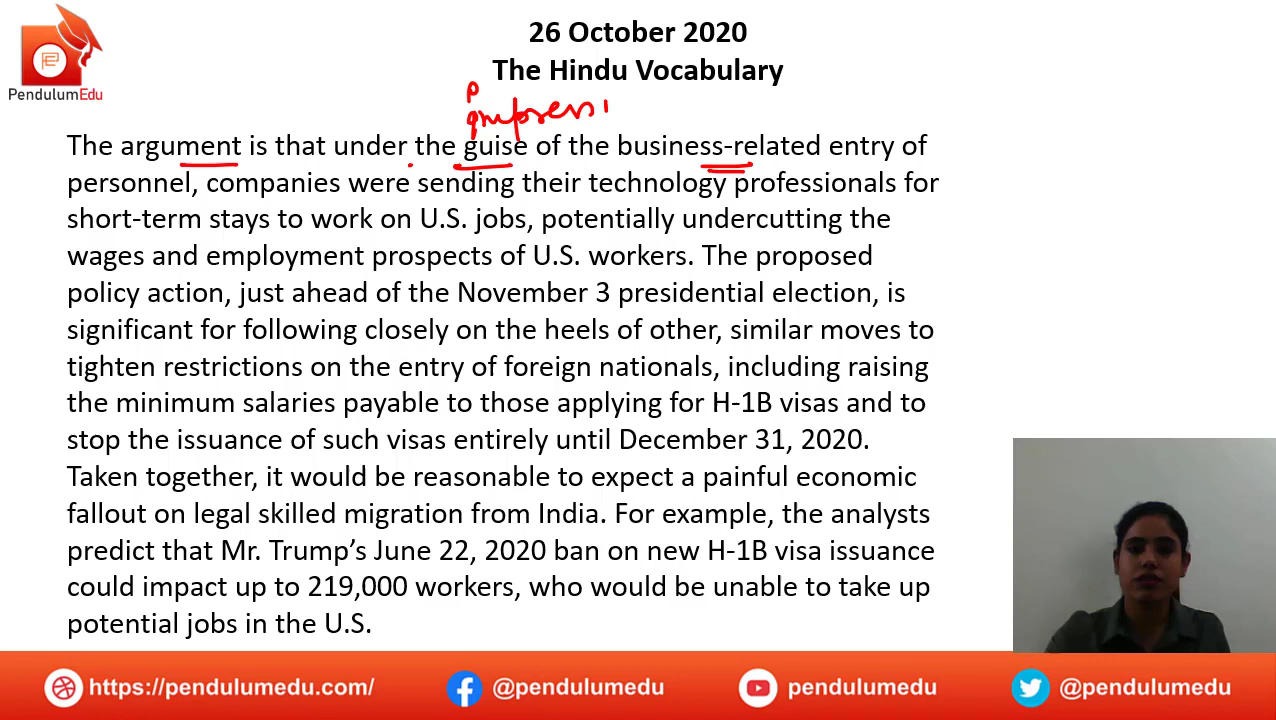 26 October 2020
The Hindu Vocabulary
PendulumEdu
The argument is that under the guise of the business-related entry of
personnel, companies were sending their technology professionals for
short-term stays to work on U.S. jobs, potentially undercutting the
wages and employment prospects of U.S. workers. The proposed
policy action, just ahead of the November 3 presidential election, is
significant for following closely on the heels of other, similar moves to
tighten restrictions on the entry of foreign nationals, including raising
the minimum salaries payable to those applying for H-1B visas and to
stop the issuance of such visas entirely until December 31, 2020.
Taken together, it would be reasonable to expect a painful economic
fallout on legal skilled migration from India. For example, the analysts
predict that Mr. Trump’s June 22, 2020 ban on new H-1B visa issuance
could impact up to 219,000 workers, who would be unable to take up
potential jobs in the U.S.
https://pendulumedu.com/
@pendulumedu
pendulumedu
@pendulumedu